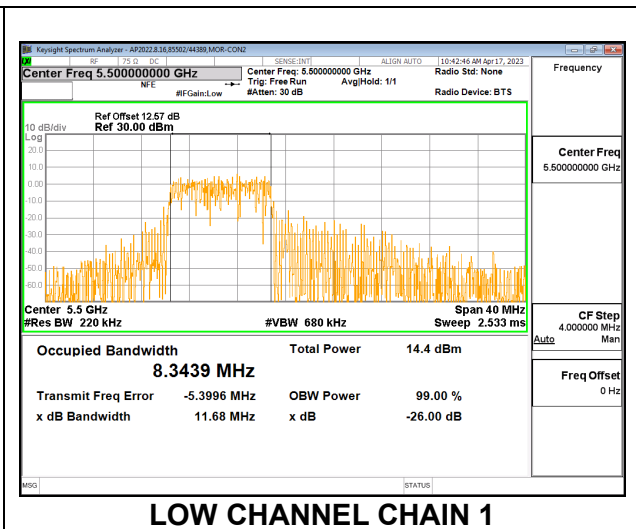 Keysight Spectrum Analyzer - AP2022.8.16,85502/44389,MOR-CON2
RF 75 Ω DC SENSE:INT ALIGN AUTO 10:42:46 AM Apr 17, 2023
Center Freq 5.500000000 GHz Center Freq: 5.500000000 GHz Radio Std: None Frequency
NFE Trig: Free Run Avg|Hold: 1/1
#IFGain:Low #Atten: 30 dB Radio Device: BTS
Ref Offset 12.57 dB
10 dB/div Ref 30.00 dBm
Log
20.0
10.0
0.00
-10.0
-20.0
-30.0
-40.0
-50.0
-60.0
Center Freq
5.500000000 GHz
Center 5.5 GHz Span 40 MHz
#Res BW 220 kHz #VBW 680 kHz Sweep 2.533 ms
CF Step
4.000000 MHz
Auto Man
Occupied Bandwidth Total Power 14.4 dBm
8.3439 MHz
Freq Offset
0 Hz
Transmit Freq Error -5.3996 MHz OBW Power 99.00 %
x dB Bandwidth 11.68 MHz x dB -26.00 dB
MSG STATUS
LOW CHANNEL CHAIN 1